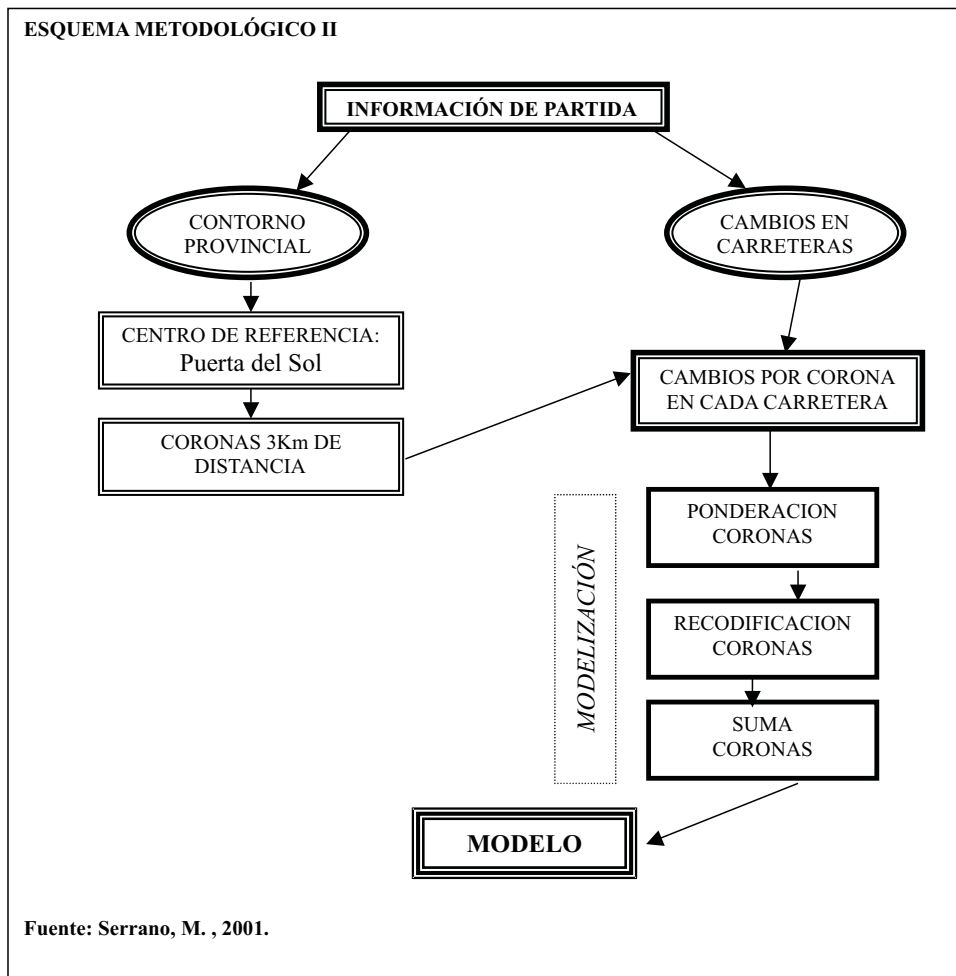 ESQUEMA METODOLÓGICO II
INFORMACIÓN DE PARTIDA
CONTORNO
PROVINCIAL
CAMBIOS EN
CARRETERAS
CENTRO DE REFERENCIA:
Puerta del Sol
CAMBIOS POR CORONA
EN CADA CARRETERA
CORONAS 3Km DE
DISTANCIA
MODELIZACIÓN
PONDERACION
CORONAS
RECODIFICACION
CORONAS
SUMA
CORONAS
MODELO
Fuente: Serrano, M. , 2001.